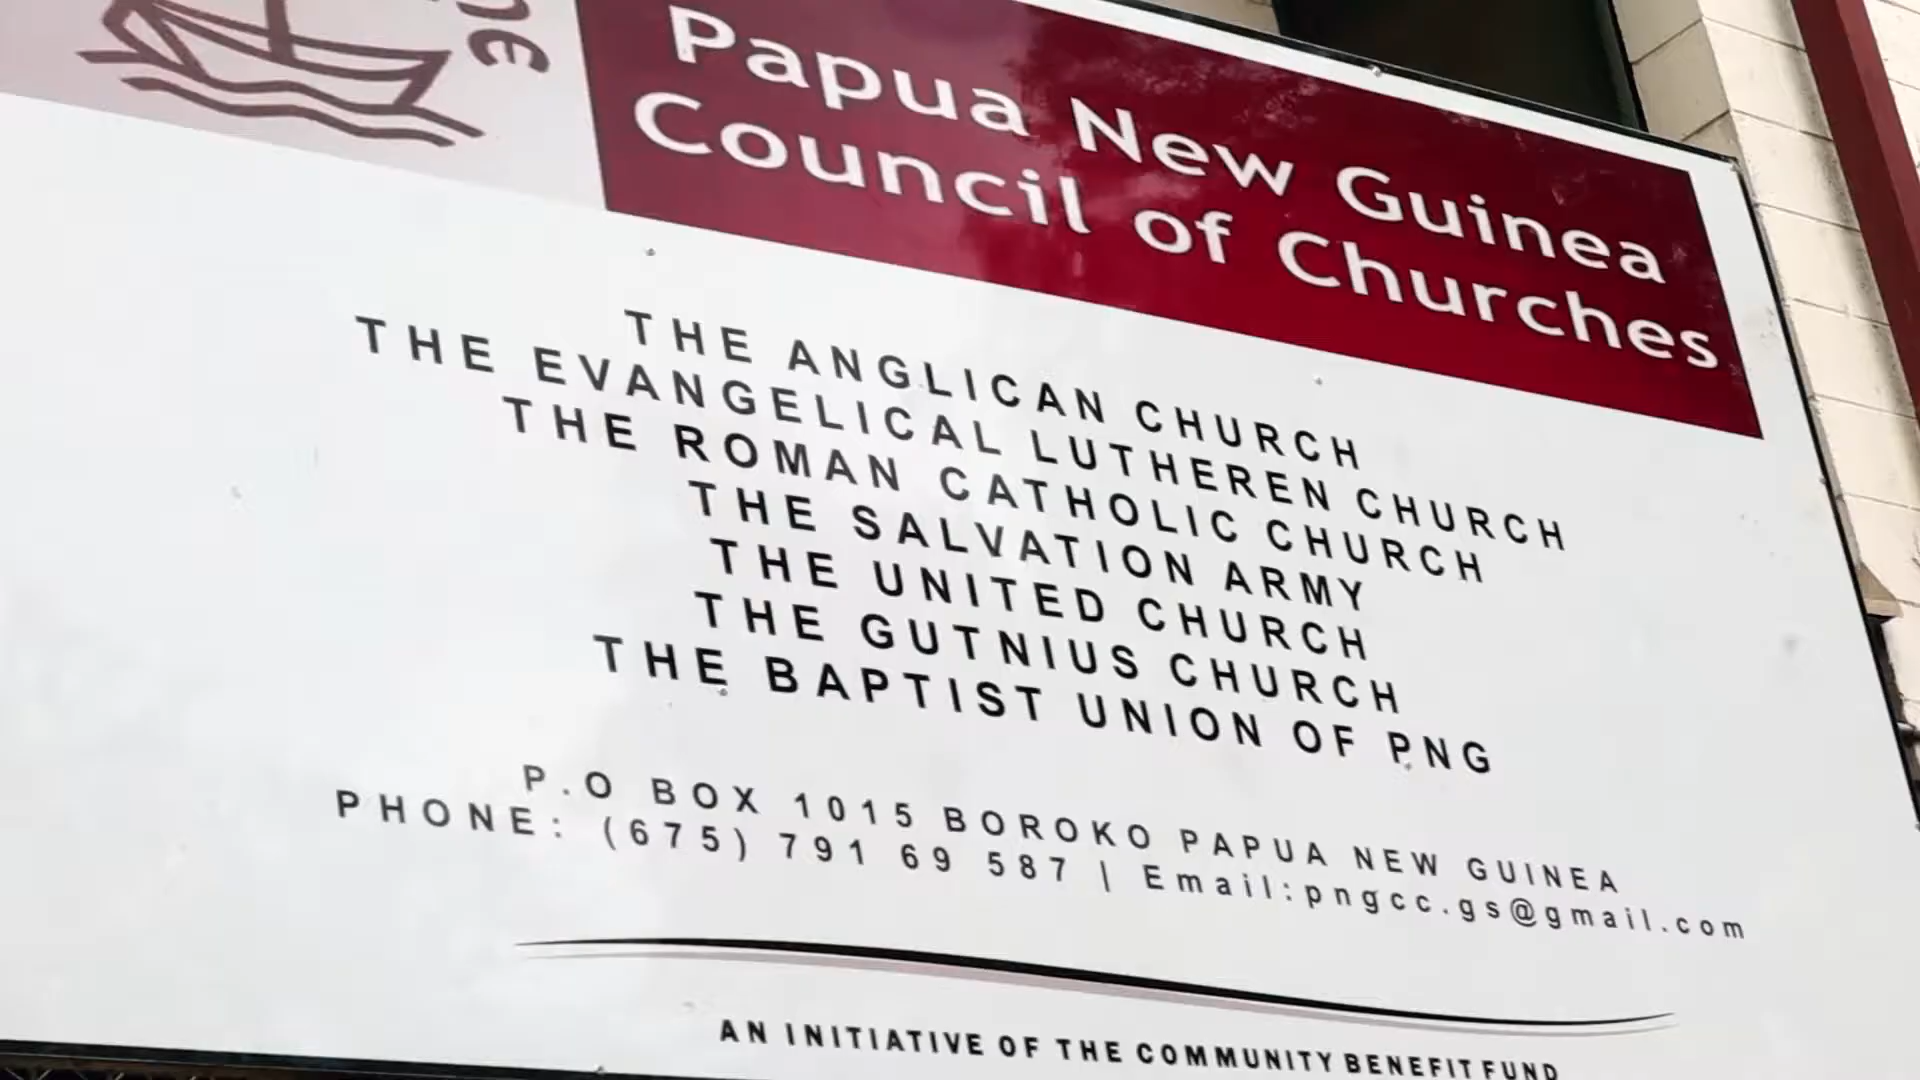 Papua New Guinea
Council of Churches
THE ANGLICAN CHURCH
THE EVANGELICAL LUTHEREN CHURCH
THE ROMAN CATHOLIC CHURCH
THE SALVATION ARMY
THE UNITED CHURCH
THE GUTNIUS CHURCH
THE BAPTIST UNION OF PNG
P.O BOX 1015 BOROKO PAPUA NEW GUINEA
PHONE: (675) 791 69 587 | Email:pngcc.gs@gmail.com
AN INITIATIVE OF THE COMMUNITY BENEFIT FUND